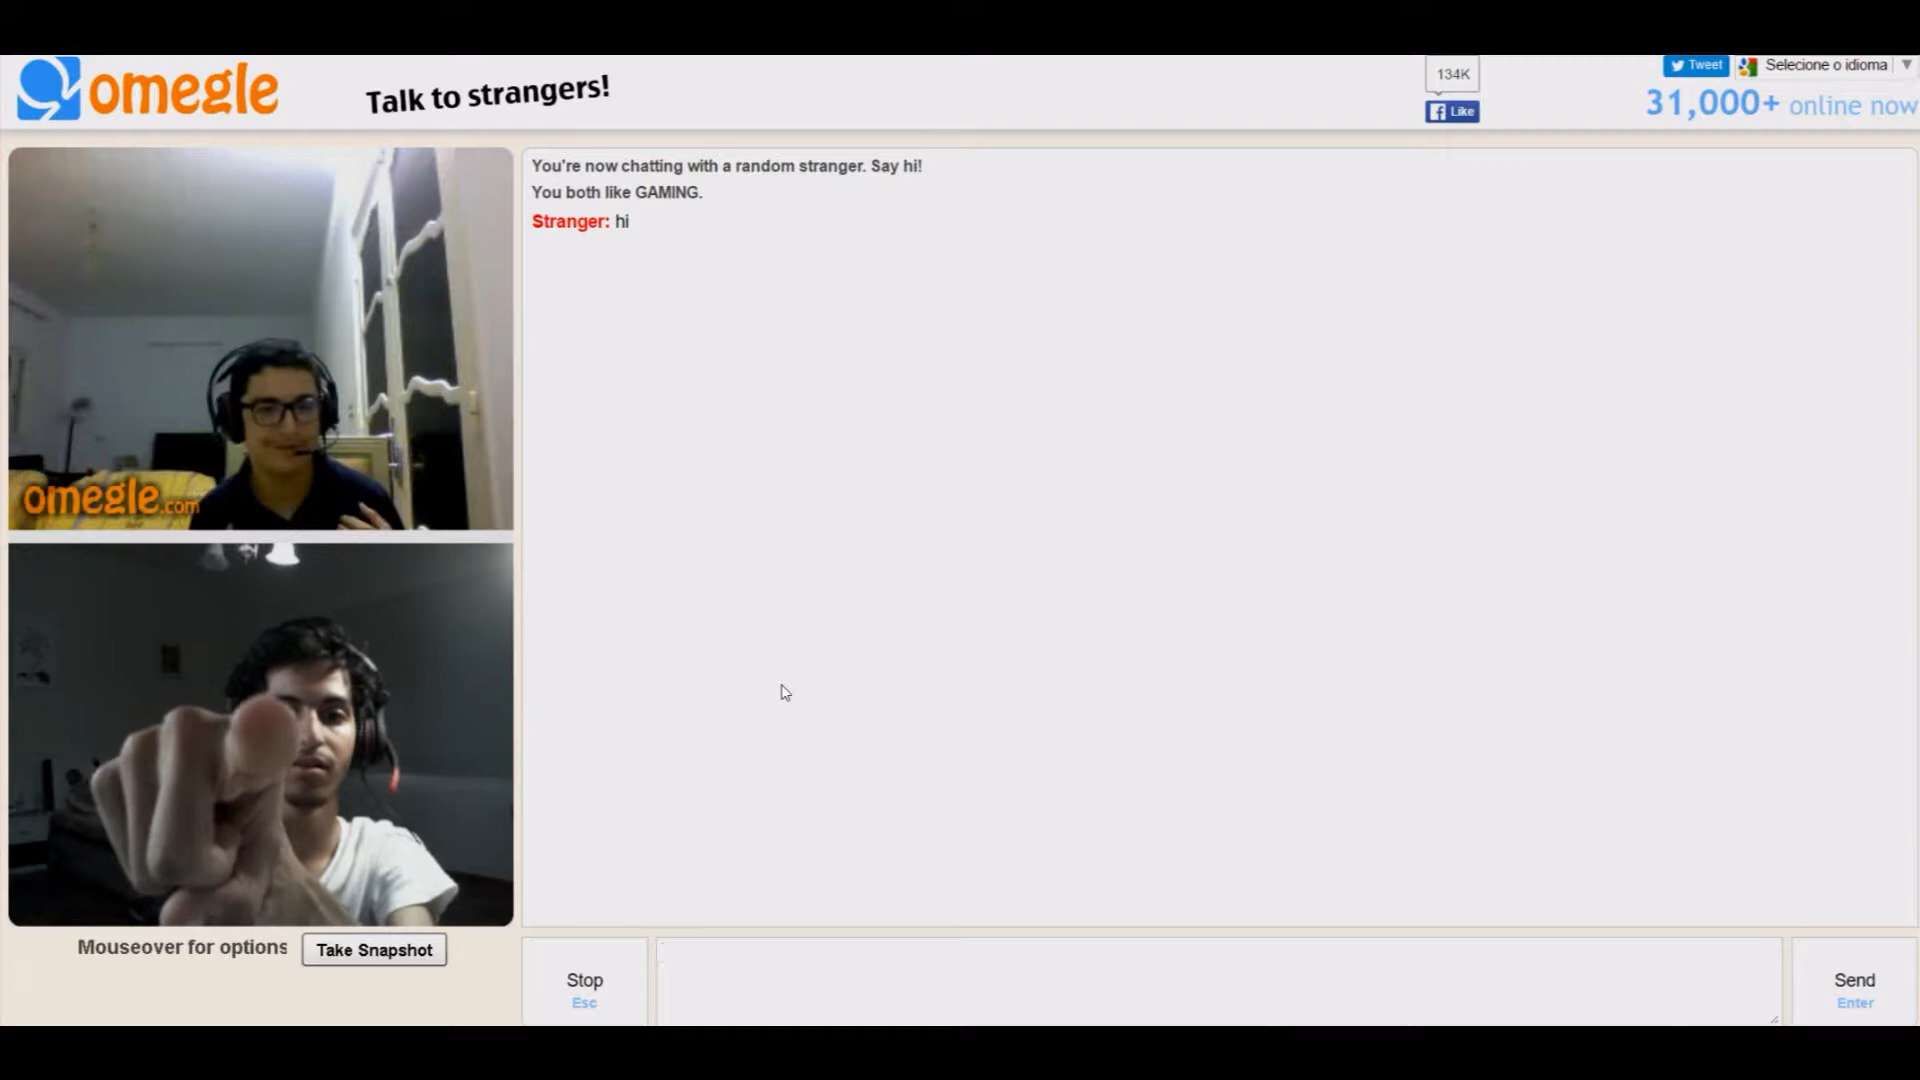 omegle
Talk to strangers!
134K
Like
Tweet
Selecione o idioma
31,000+ online now
You're now chatting with a random stranger. Say hi!
You both like GAMING.
Stranger: hi
omegle.com
Mouseover for options
Take Snapshot
Stop
Esc
Send
Enter